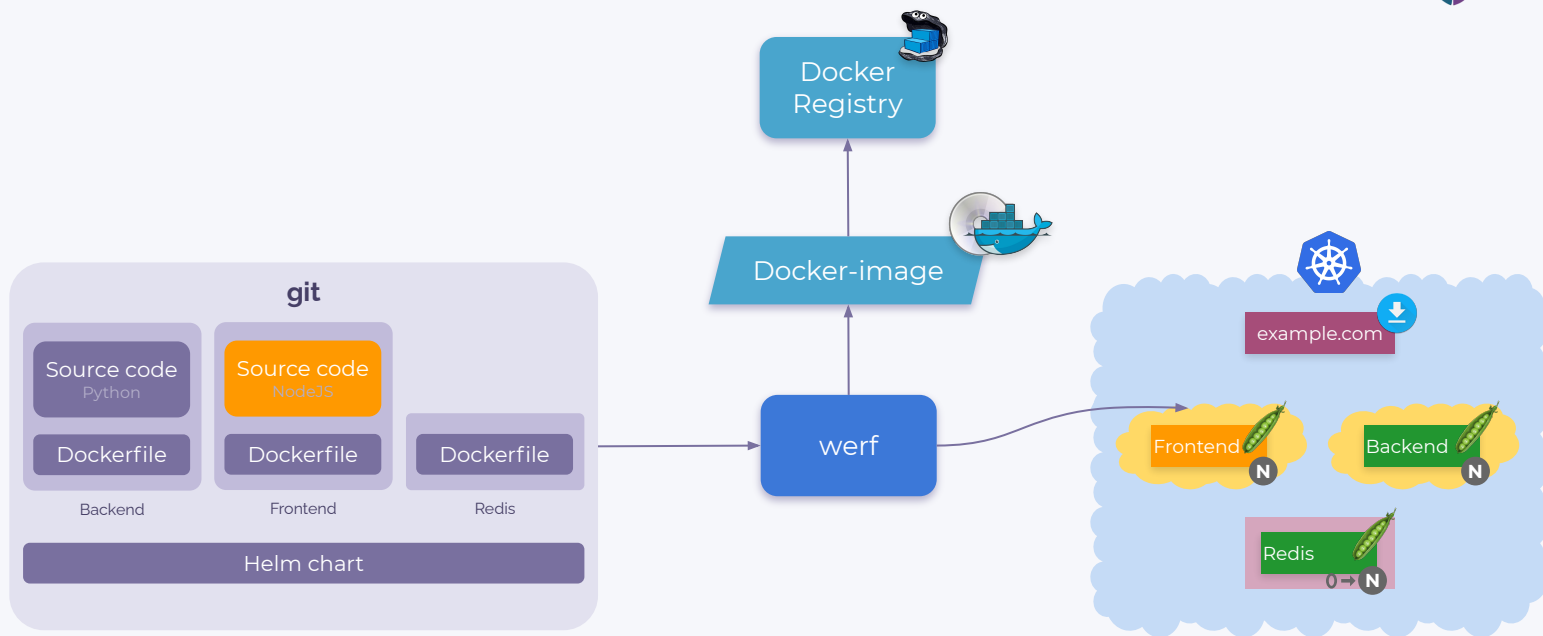 Docker
Registry
Docker-image
git
Source code
Python
Source code
NodeJS
Dockerfile
Dockerfile
Dockerfile
Backend
Frontend
Redis
Helm chart
werf
example.com
Frontend
N
Backend
N
Redis
0
N